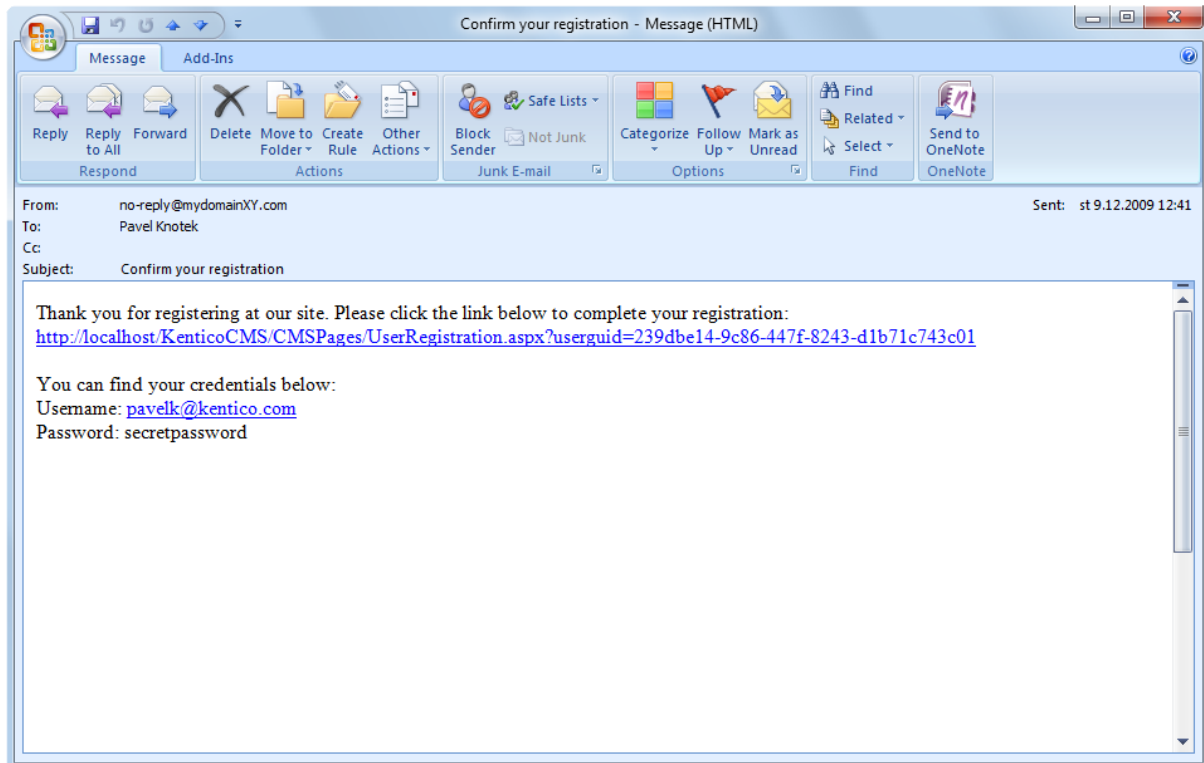 Confirm your registration - Message (HTML)
Message Add-Ins
Reply Reply to All Forward Delete Move to Folder Create Rule Other Actions Block Sender Safe Lists Not Junk Categorize Follow Up Mark as Unread Find Related Select Send to OneNote
Respond Actions Junk E-mail Options Find OneNote
From: no-reply@mydomainXY.com Sent: st 9.12.2009 12:41
To: Pavel Knotek
Cc:
Subject: Confirm your registration
Thank you for registering at our site. Please click the link below to complete your registration:
http://localhost/KenticoCMS/CMSPages/UserRegistration.aspx?userguid=239dbe14-9c86-447f-8243-d1b71c743c01
You can find your credentials below:
Username: pavelk@kentico.com
Password: secretpassword